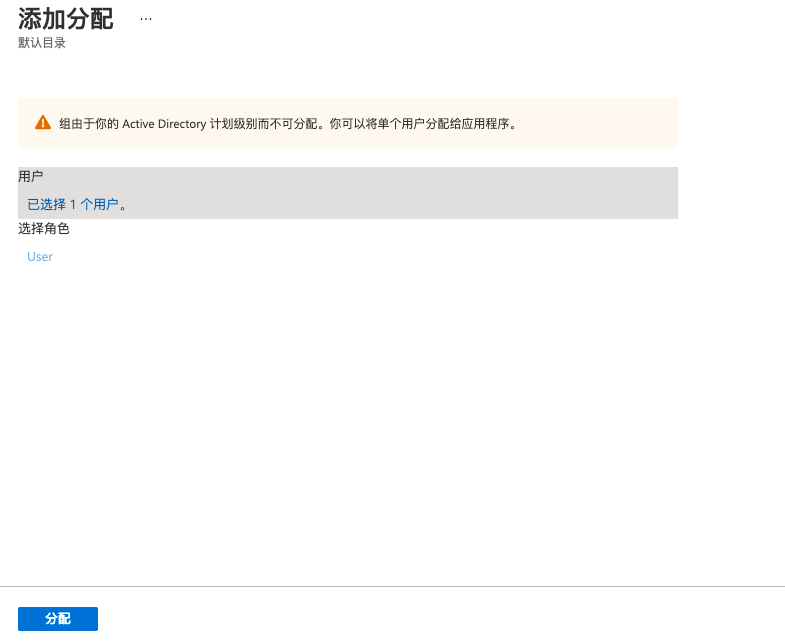 添加分配 …
默认目录
组由于你的 Active Directory 计划级别而不可分配。你可以将单个用户分配给应用程序。
用户
已选择 1 个用户。
选择角色
User
分配